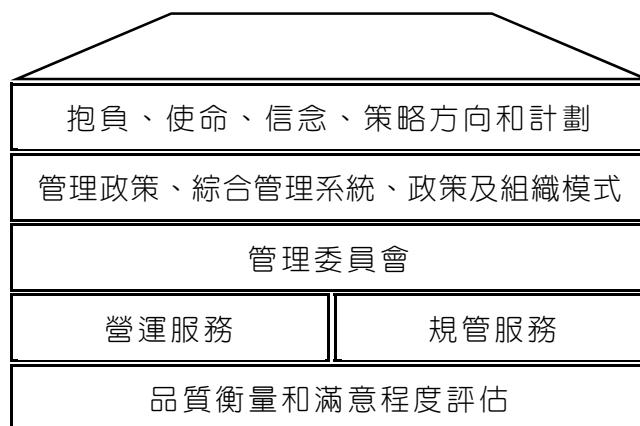 抱負、使命、信念、策略方向和計劃
管理政策、綜合管理系統、政策及組織模式
管理委員會
營運服務
規管服務
品質衡量和滿意程度評估